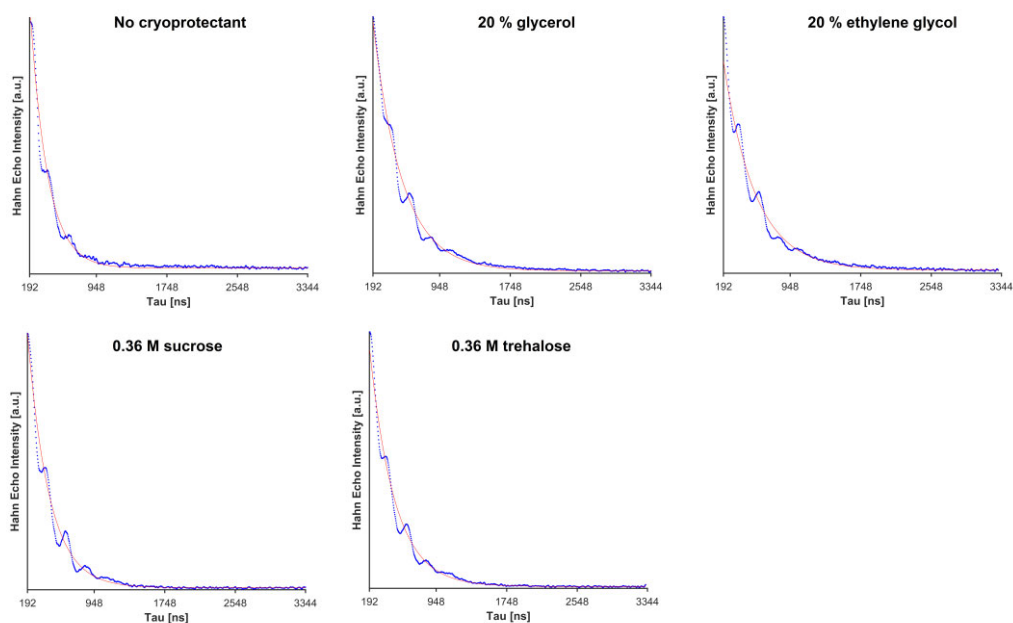 No cryoprotectant
Hahn Echo Intensity [a.u.]
192 948 1748 2548 3344
Tau [ns]
20 % glycerol
Hahn Echo Intensity [a.u.]
192 948 1748 2548 3344
Tau [ns]
20 % ethylene glycol
Hahn Echo Intensity [a.u.]
192 948 1748 2548 3344
Tau [ns]
0.36 M sucrose
Hahn Echo Intensity [a.u.]
192 948 1748 2548 3344
Tau [ns]
0.36 M trehalose
Hahn Echo Intensity [a.u.]
192 948 1748 2548 3344
Tau [ns]